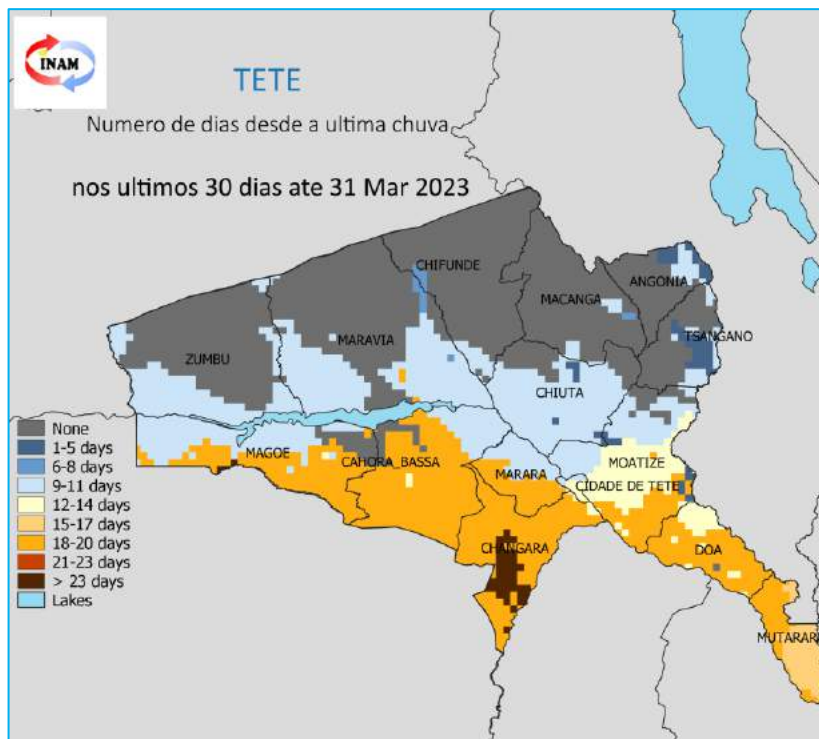 INAM
TETE
Numero de dias desde a ultima chuva
nos ultimos 30 dias ate 31 Mar 2023
CHIFUNDE
ANGONIA
MACANGA
TSANGANO
MARAVIA
ZUMBU
CHIUTA
None
1-5 days
6-8 days
9-11 days
12-14 days
15-17 days
18-20 days
21-23 days
> 23 days
Lakes
MAGOE
CAHORA_BASSA
MOATIZE
MARARA
CIDADE DE TETE
CHANGARA
DOA
MUTARARA